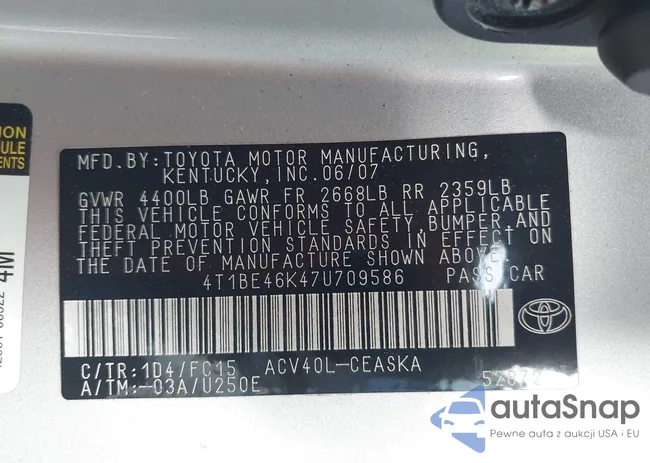 ION
ULE
ENTS
4M
MFD.BY:TOYOTA MOTOR MANUFACTURING,
KENTUCKY, INC. 06/07
GVWR 4400LB GAWR FR 2668LB RR 2359LB
THIS VEHICLE CONFORMS TO ALL APPLICABLE
FEDERAL MOTOR VEHICLE SAFETY, BUMPER, AND
THEFT PREVENTION STANDARDS IN EFFECT ON
THE DATE OF MANUFACTURE SHOWN ABOVE.
4T1BE46K47U709586 PASS CAR
C/TR:1D4/FC15 ACV40L-CEASKA
A/TM:-03A/U250E
autoSnap
Pewne auta z aukcji USA i EU